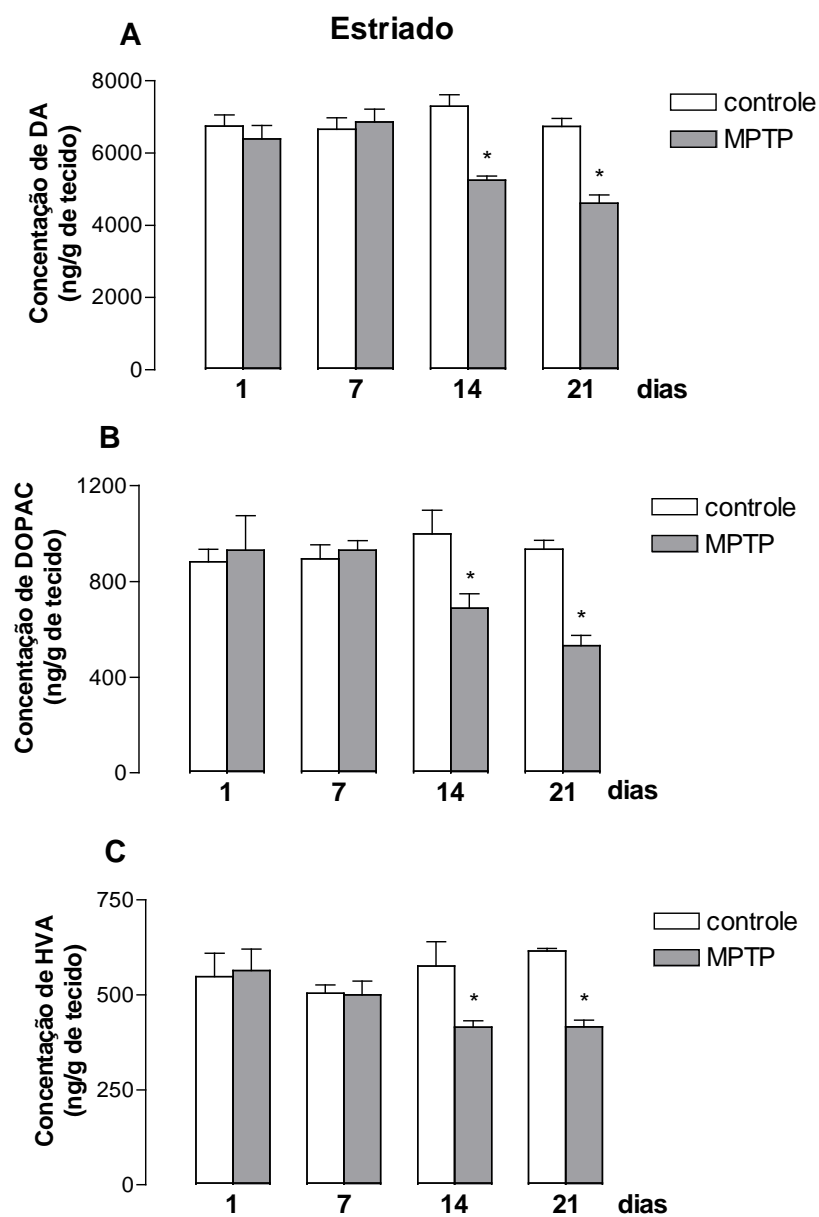 A
Estriado
Concentação de DA
(ng/g de tecido)
8000
6000
4000
2000
0
*
*
controle
MPTP
1 7 14 21 dias
B
Concentação de DOPAC
(ng/g de tecido)
1200
800
400
0
*
*
controle
MPTP
1 7 14 21 dias
C
Concentação de HVA
(ng/g de tecido)
750
500
250
0
*
*
controle
MPTP
1 7 14 21 dias